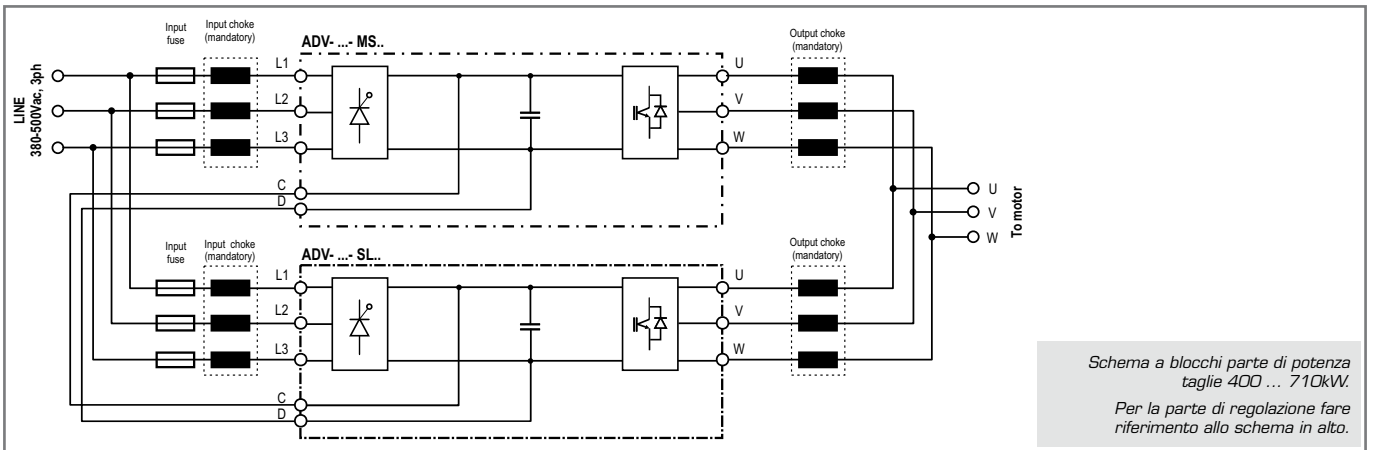 Input
fuse
Input choke
(mandatory)
ADV- ...- MS..
Output choke
(mandatory)
LINE
380-500Vac, 3ph
L1
L2
L3
C
D
U
V
W
U
V
W
To motor
Input
fuse
Input choke
(mandatory)
ADV- ...- SL..
Output choke
(mandatory)
L1
L2
L3
C
D
U
V
W
Schema a blocchi parte di potenza
taglie 400 ... 710kW.
Per la parte di regolazione fare
riferimento allo schema in alto.